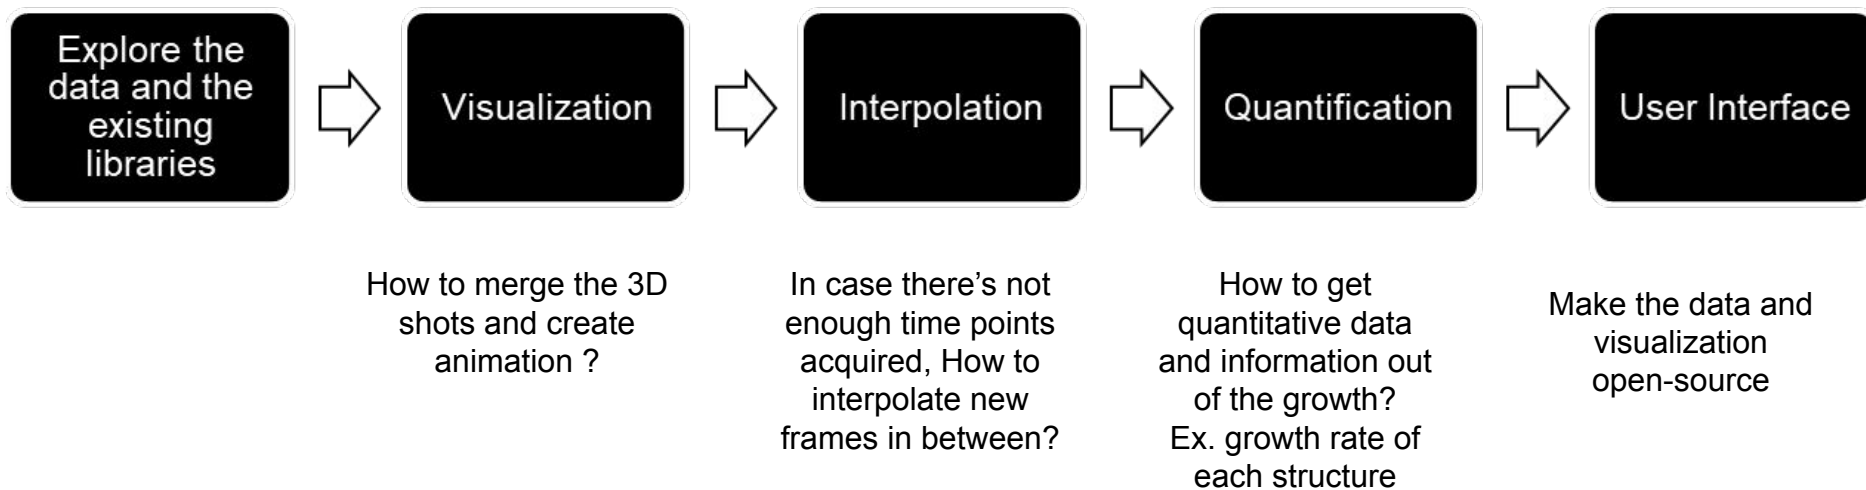 Explore the
data and the
existing
libraries
Visualization
Interpolation
Quantification
User Interface
How to merge the 3D
shots and create
animation ?
In case there’s not
enough time points
acquired, How to
interpolate new
frames in between?
How to get
quantitative data
and information out
of the growth?
Ex. growth rate of
each structure
Make the data and
visualization
open-source